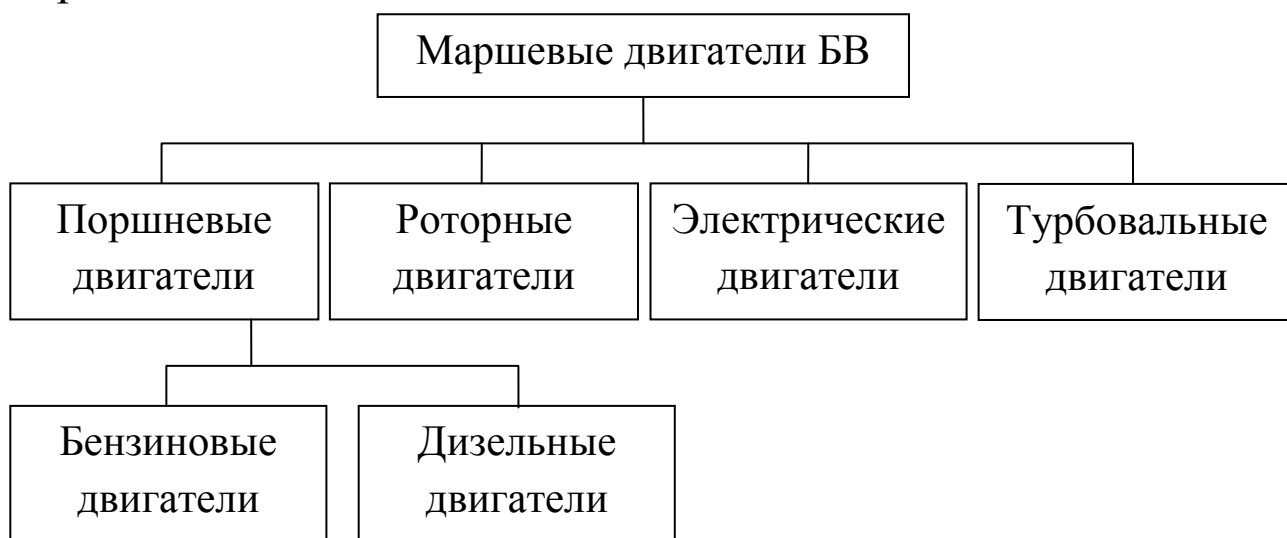 Маршевые двигатели БВ
Поршневые
двигатели
Роторные
двигатели
Электрические
двигатели
Турбовальные
двигатели
Бензиновые
двигатели
Дизельные
двигатели